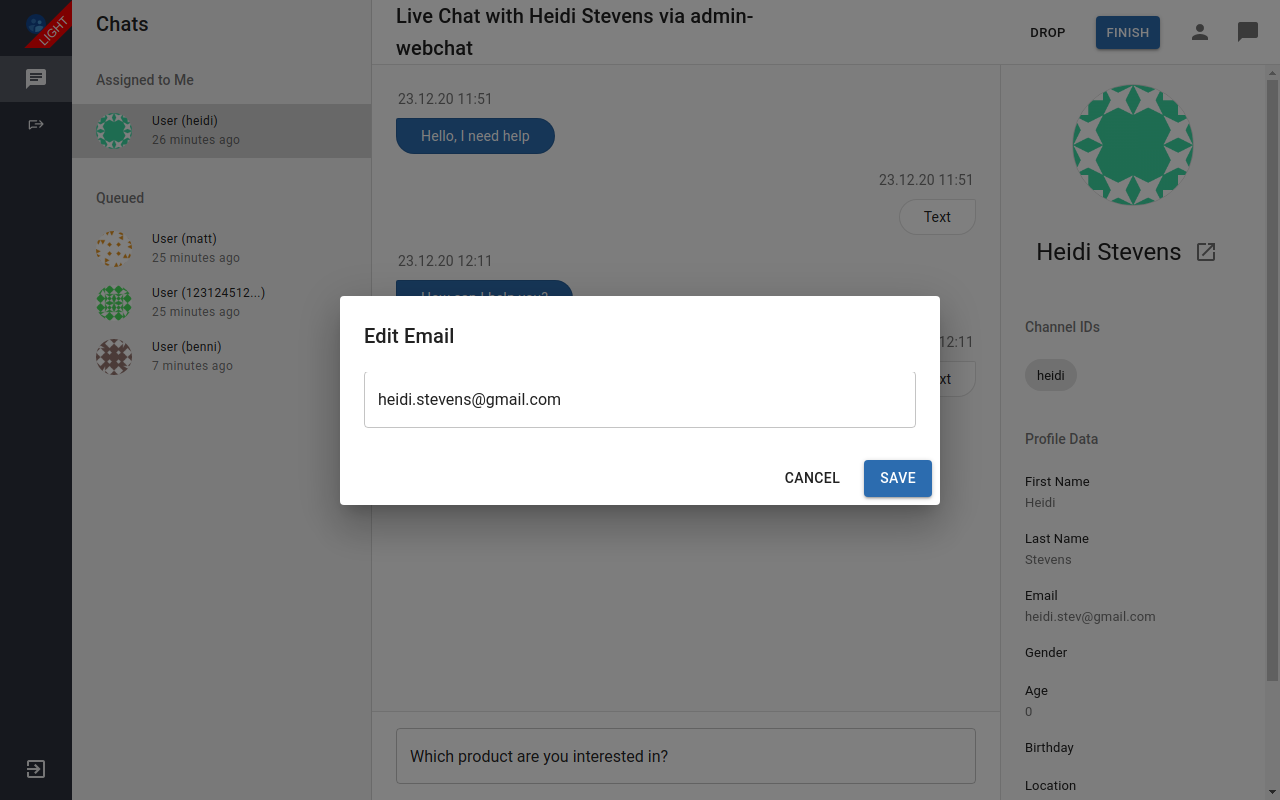 LIGHT
Chats
Assigned to Me
User (heidi)
26 minutes ago
Queued
User (matt)
25 minutes ago
User (123124512...)
25 minutes ago
User (benni)
7 minutes ago
Live Chat with Heidi Stevens via admin-
webchat
DROP
FINISH
23.12.20 11:51
Hello, I need help
23.12.20 11:51
Text
23.12.20 12:11
How can I help you?
12:11
xt
Edit Email
heidi.stevens@gmail.com
CANCEL
SAVE
Which product are you interested in?
Heidi Stevens
Channel IDs
heidi
Profile Data
First Name
Heidi
Last Name
Stevens
Email
heidi.stev@gmail.com
Gender
Age
0
Birthday
Location